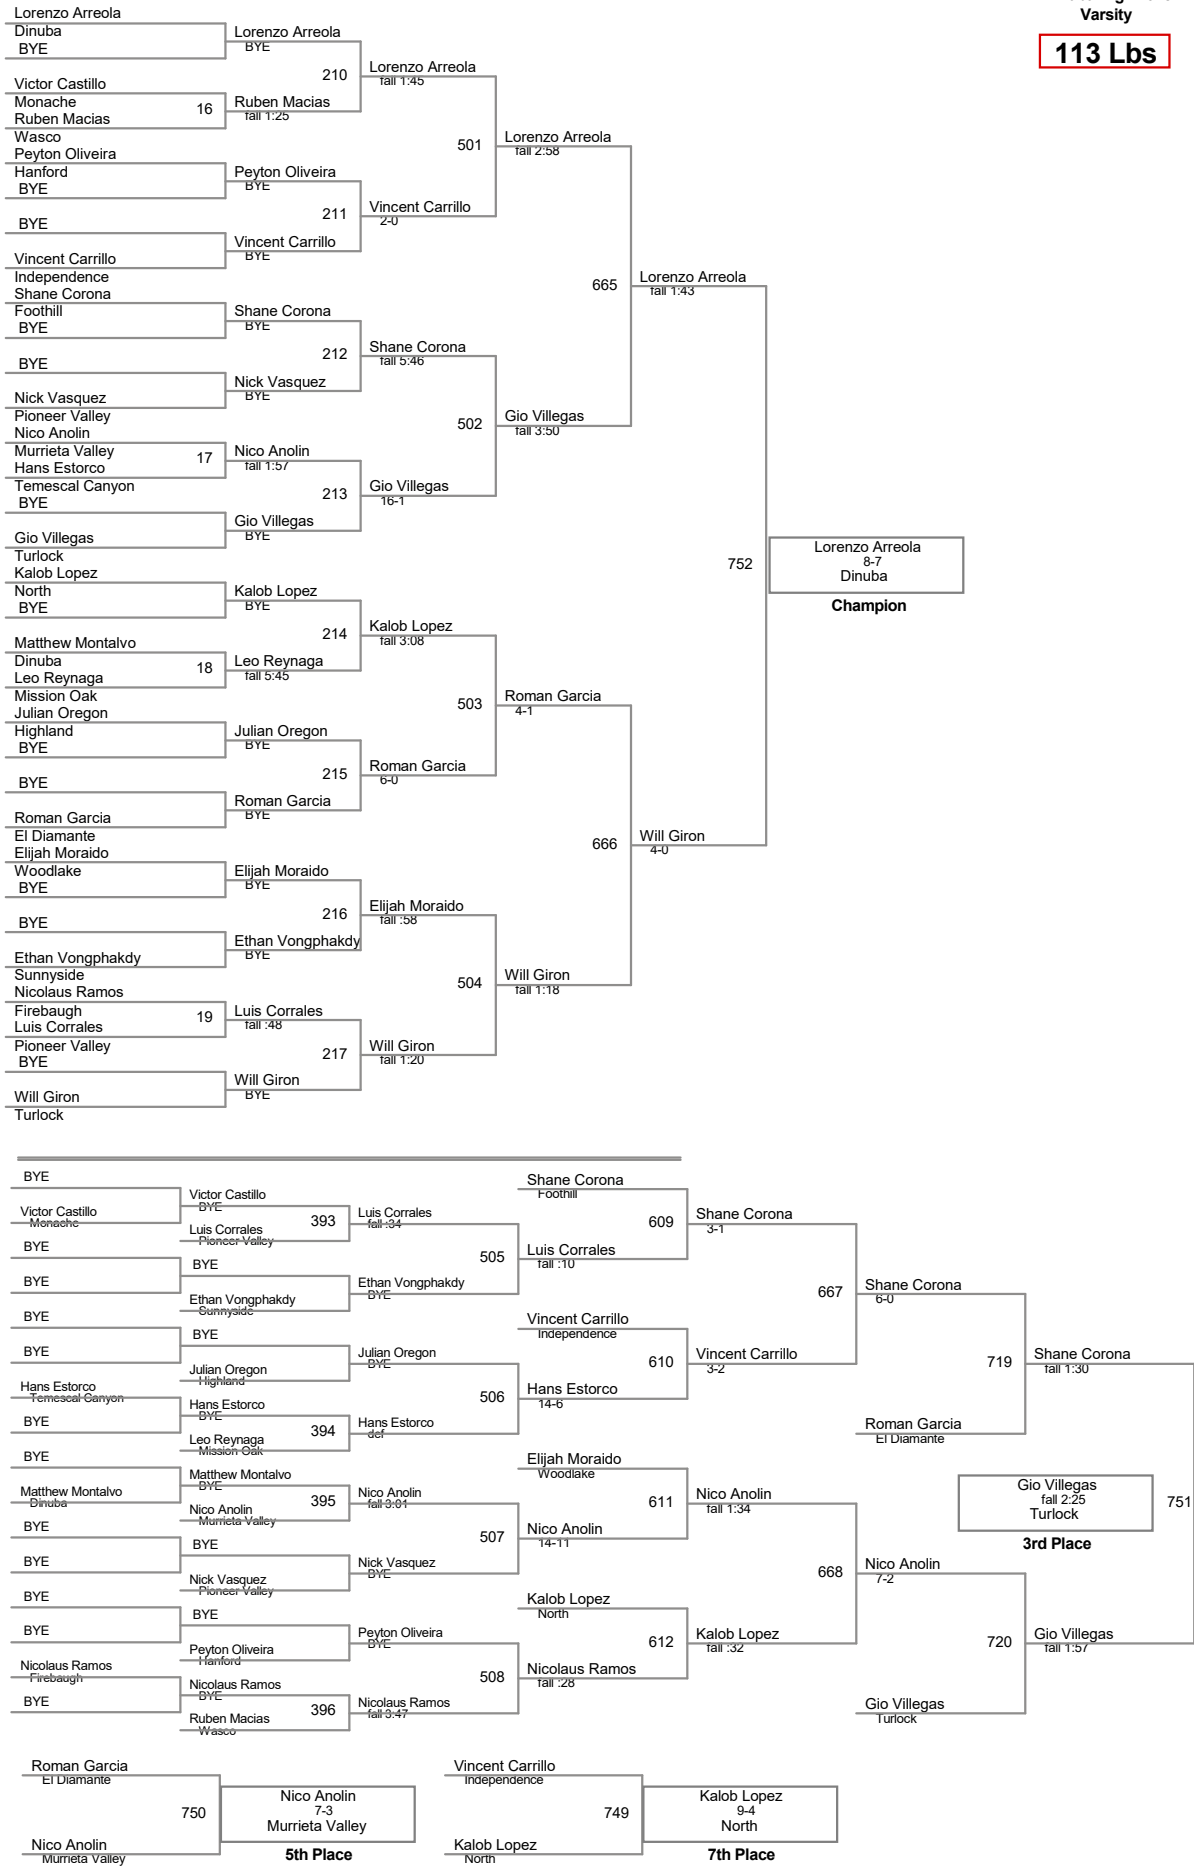 Varsity
113 Lbs
Lorenzo Arreola
Dinuba
BYE
Victor Castillo
Monache
16
Ruben Macias
Wasco
Peyton Oliveira
Hanford
BYE
BYE
Vincent Carrillo
Independence
Shane Corona
Foothill
BYE
BYE
Nick Vasquez
Pioneer Valley
Nico Anolin
Murrieta Valley
17
Hans Estorco
Temescal Canyon
BYE
Gio Villegas
Turlock
Kalob Lopez
North
BYE
Matthew Montalvo
Dinuba
18
Leo Reynaga
Mission Oak
Julian Oregon
Highland
BYE
BYE
Roman Garcia
El Diamante
Elijah Moraido
Woodlake
BYE
BYE
Ethan Vongphakdy
Sunnyside
Nicolaus Ramos
Firebaugh
19
Luis Corrales
Pioneer Valley
BYE
Will Giron
Turlock
Lorenzo Arreola
BYE
210
Ruben Macias
fall 1:25
Peyton Oliveira
BYE
211
Vincent Carrillo
BYE
Shane Corona
BYE
212
Nick Vasquez
BYE
Nico Anolin
fall 1:57
213
Gio Villegas
BYE
Kalob Lopez
BYE
214
Leo Reynaga
fall 5:45
Julian Oregon
BYE
215
Roman Garcia
BYE
Elijah Moraido
BYE
216
Ethan Vongphakdy
BYE
Luis Corrales
fall :48
217
Will Giron
BYE
Lorenzo Arreola
fall 1:45
501
Vincent Carrillo
2-0
Shane Corona
fall 5:46
502
Gio Villegas
16-1
Kalob Lopez
fall 3:08
503
Roman Garcia
6-0
Elijah Moraido
fall :58
504
Will Giron
fall 1:20
Lorenzo Arreola
fall 2:58
665
Gio Villegas
fall 3:50
Roman Garcia
4-1
666
Will Giron
fall 1:18
Lorenzo Arreola
fall 1:43
752
Will Giron
4-0
Lorenzo Arreola
8-7
Dinuba
Champion
BYE
Victor Castillo
Monache
BYE
BYE
BYE
BYE
Hans Estorco
Temescal Canyon
BYE
BYE
Matthew Montalvo
Dinuba
BYE
BYE
BYE
BYE
Nicolaus Ramos
Firebaugh
BYE
Victor Castillo
BYE
393
Luis Corrales
Pioneer Valley
BYE
Ethan Vongphakdy
Sunnyside
BYE
Julian Oregon
Highland
Hans Estorco
BYE
394
Leo Reynaga
Mission Oak
Matthew Montalvo
BYE
395
Nico Anolin
Murrieta Valley
BYE
Nick Vasquez
Pioneer Valley
BYE
Peyton Oliveira
Hanford
Nicolaus Ramos
BYE
396
Ruben Macias
Wasco
Luis Corrales
fall :34
505
Ethan Vongphakdy
BYE
Julian Oregon
BYE
506
Hans Estorco
def
Nico Anolin
fall 3:01
507
Nick Vasquez
BYE
Peyton Oliveira
BYE
508
Nicolaus Ramos
fall 3:47
Shane Corona
Foothill
609
Luis Corrales
fall :10
Vincent Carrillo
Independence
610
Hans Estorco
14-6
Elijah Moraido
Woodlake
611
Nico Anolin
14-11
Kalob Lopez
North
612
Nicolaus Ramos
fall :28
Shane Corona
3-1
667
Vincent Carrillo
3-2
Nico Anolin
fall 1:34
668
Kalob Lopez
fall :32
Shane Corona
6-0
719
Roman Garcia
El Diamante
Nico Anolin
7-2
720
Gio Villegas
Turlock
Shane Corona
fall 1:30
751
Gio Villegas
fall 1:57
Gio Villegas
fall 2:25
Turlock
3rd Place
Roman Garcia
El Diamante
750
Nico Anolin
Murrieta Valley
Nico Anolin
7-3
Murrieta Valley
5th Place
Vincent Carrillo
Independence
749
Kalob Lopez
North
Kalob Lopez
9-4
North
7th Place